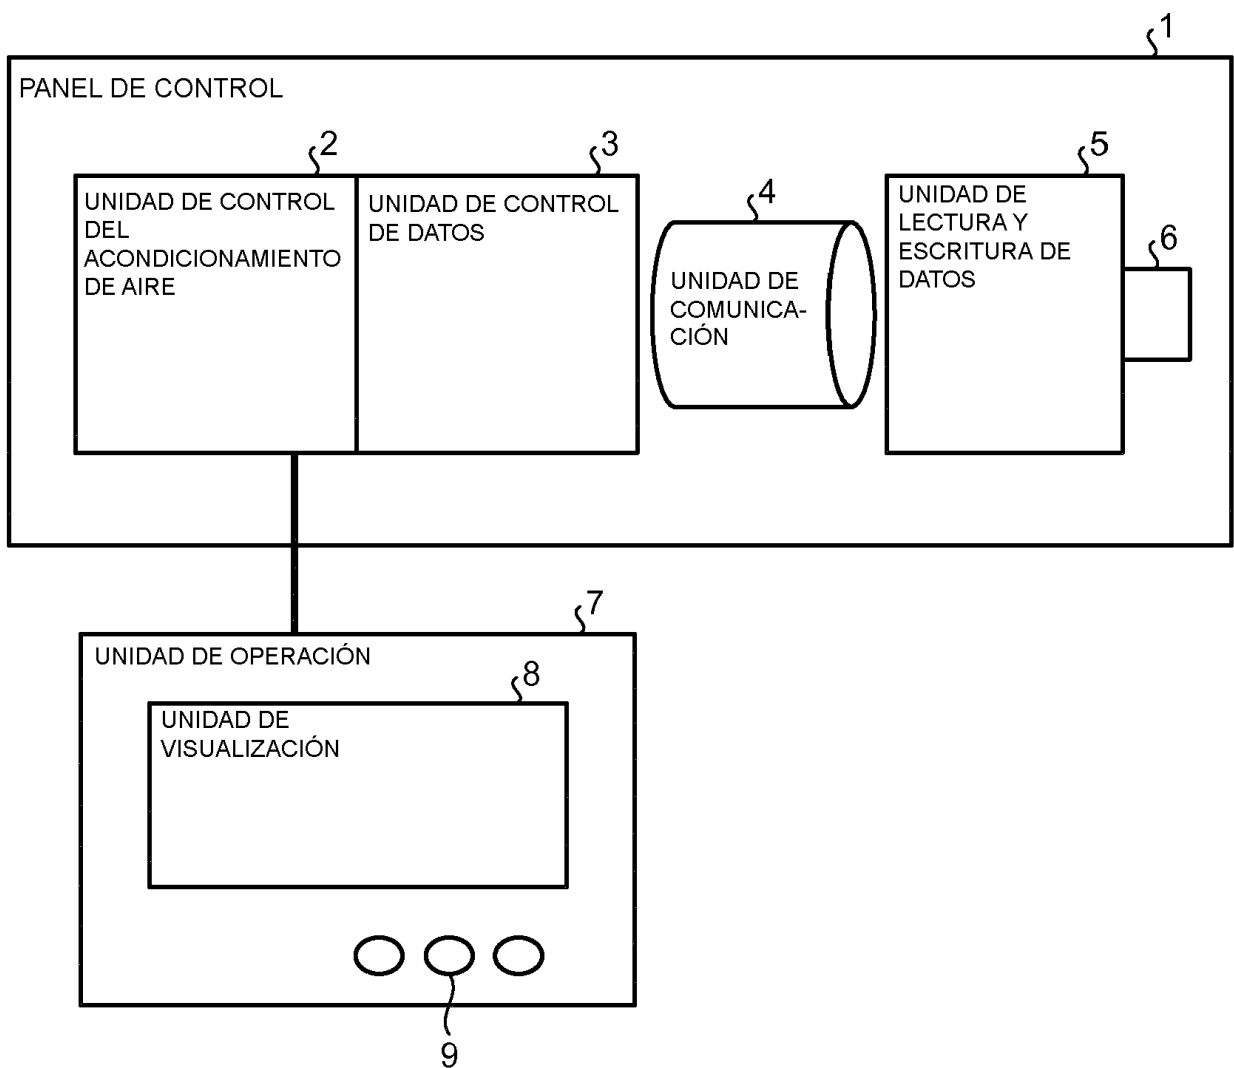 1
PANEL DE CONTROL
2
UNIDAD DE CONTROL
DEL
ACONDICIONAMIENTO
DE AIRE
3
UNIDAD DE CONTROL
DE DATOS
4
UNIDAD DE
COMUNICA-
CIÓN
5
UNIDAD DE
LECTURA Y
ESCRITURA DE
DATOS
6
7
UNIDAD DE OPERACIÓN
8
UNIDAD DE
VISUALIZACIÓN
9